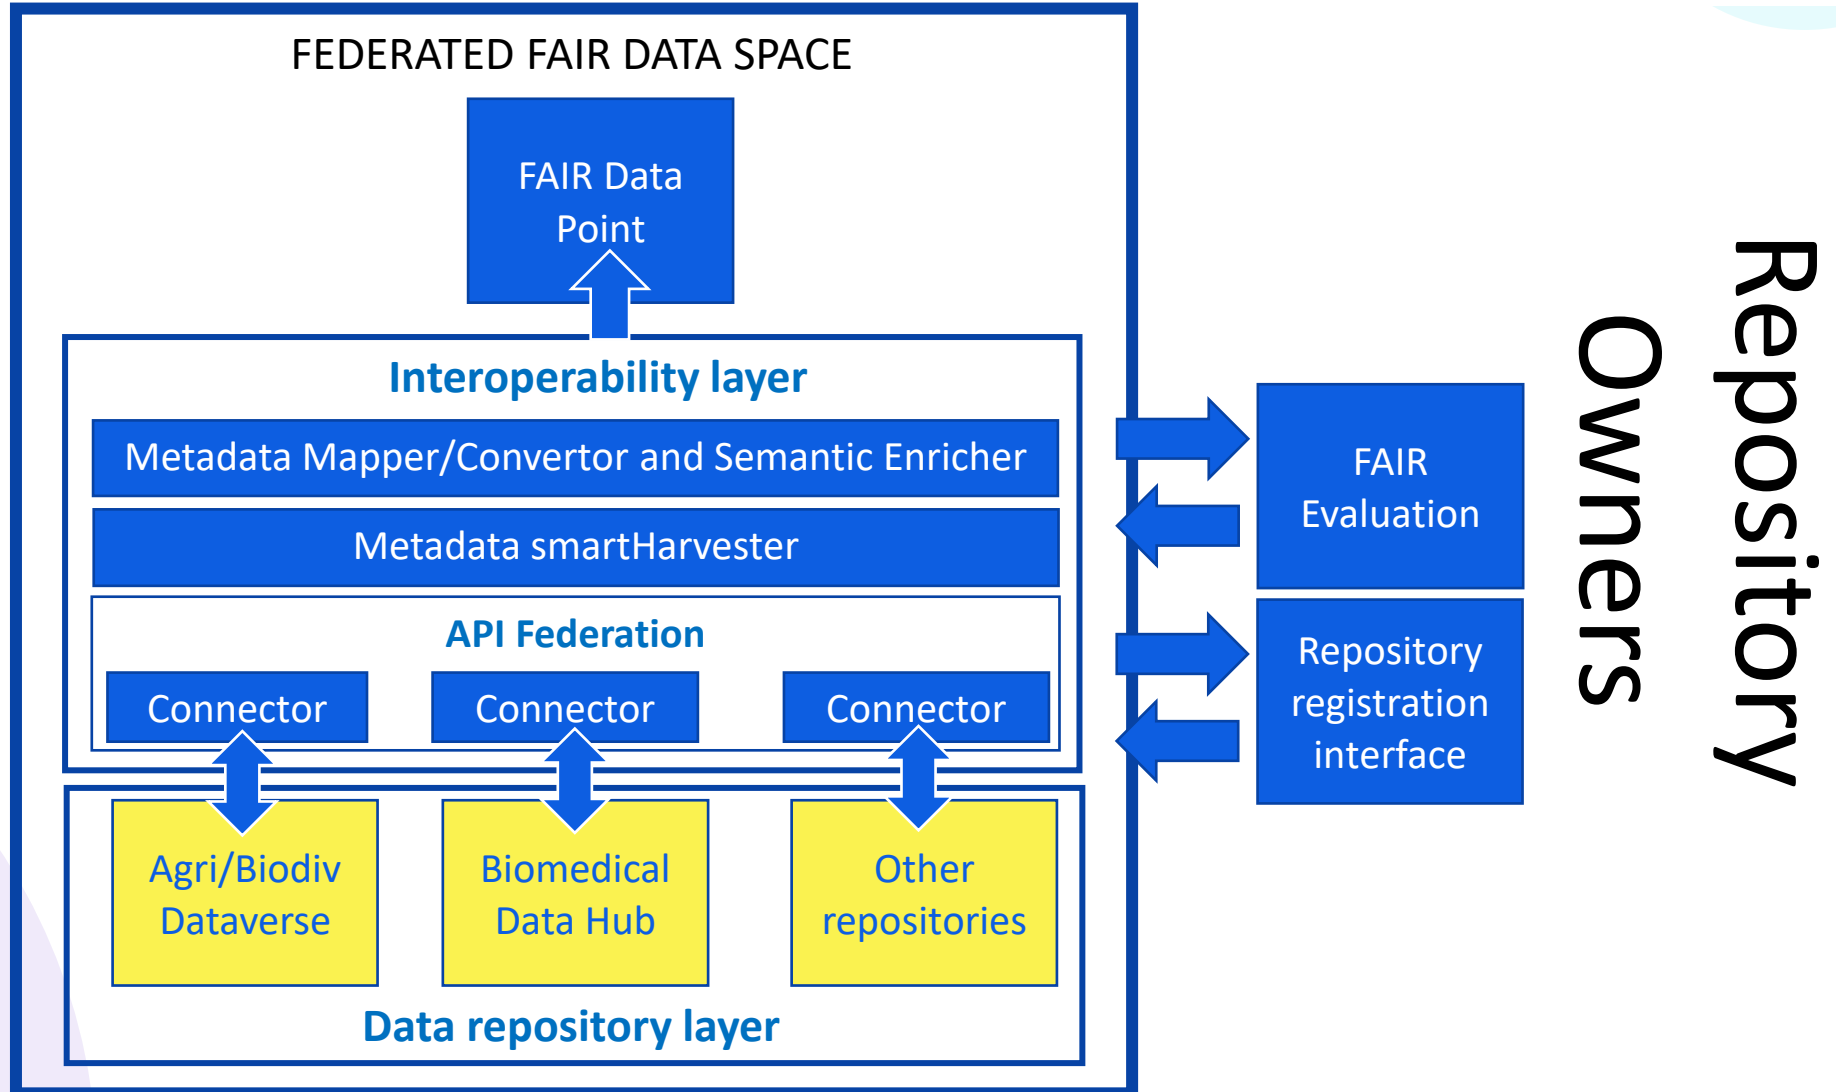 FEDERATED FAIR DATA SPACE
FAIR Data
Point
Interoperability layer
Metadata Mapper/Convertor and Semantic Enricher
Metadata smartHarvester
API Federation
Connector
Connector
Connector
Agri/Biodiv
Dataverse
Biomedical
Data Hub
Other
repositories
Data repository layer
FAIR
Evaluation
Repository
registration
interface
Repository
Owners